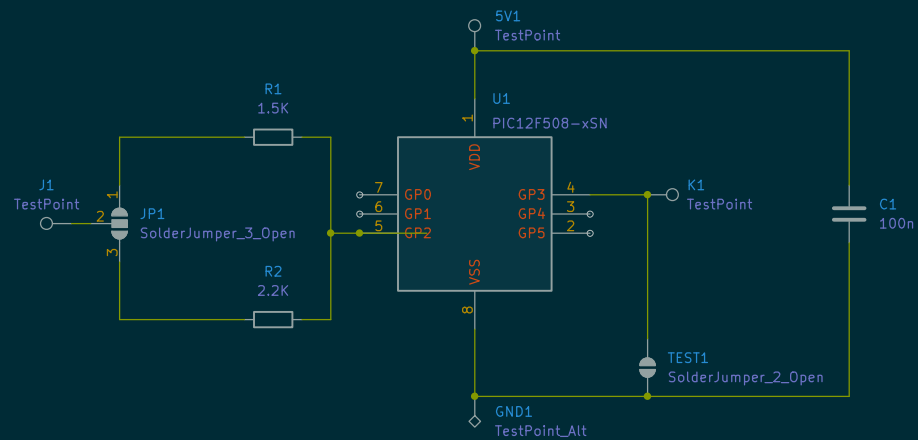 5V1
TestPoint
R1
1.5K
U1
PIC12F508-xSN
1
VDD
J1
TestPoint
1
2
3
JP1
SolderJumper_3_Open
7
GP0
6
GP1
5
GP2
GP3
4
GP4
3
GP5
2
K1
TestPoint
C1
100n
R2
2.2K
VSS
8
TEST1
SolderJumper_2_Open
GND1
TestPoint_Alt